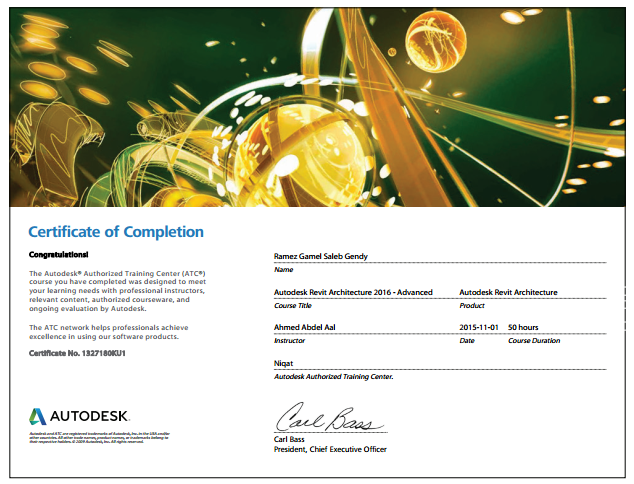 Certificate of Completion
Congratulations!
The Autodesk® Authorized Training Center (ATC®)
course you have completed was designed to meet
your learning needs with professional instructors,
relevant content, authorized courseware, and
ongoing evaluation by Autodesk.
The ATC network helps professionals achieve
excellence in using our software products.
Certificate No. 1327180KU1
Ramez Gamel Saleb Gendy
Name
Autodesk Revit Architecture 2016 - Advanced Autodesk Revit Architecture
Course Title Product
Ahmed Abdel Aal 2015-11-01 50 hours
Instructor Date Course Duration
Niqat
Autodesk Authorized Training Center.
AUTODESK.
Autodesk and ATC are registered trademarks of Autodesk, Inc. in the USA and/or
other countries. All other trade names, product names, or trademarks belong to
their respective holders. © 2009 Autodesk, Inc. All rights reserved.
Carl Bass
Carl Bass
President, Chief Executive Officer